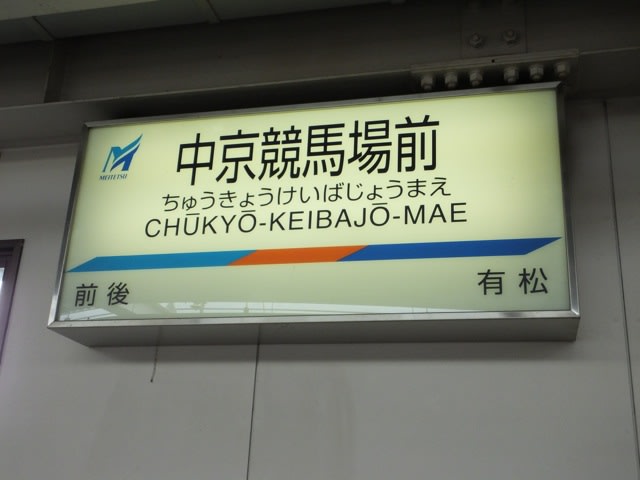 MEITETSU
中京競馬場前
ちゅうきょうけいばじょうまえ
CHŪKYŌ-KEIBAJŌ-MAE
前後
有松